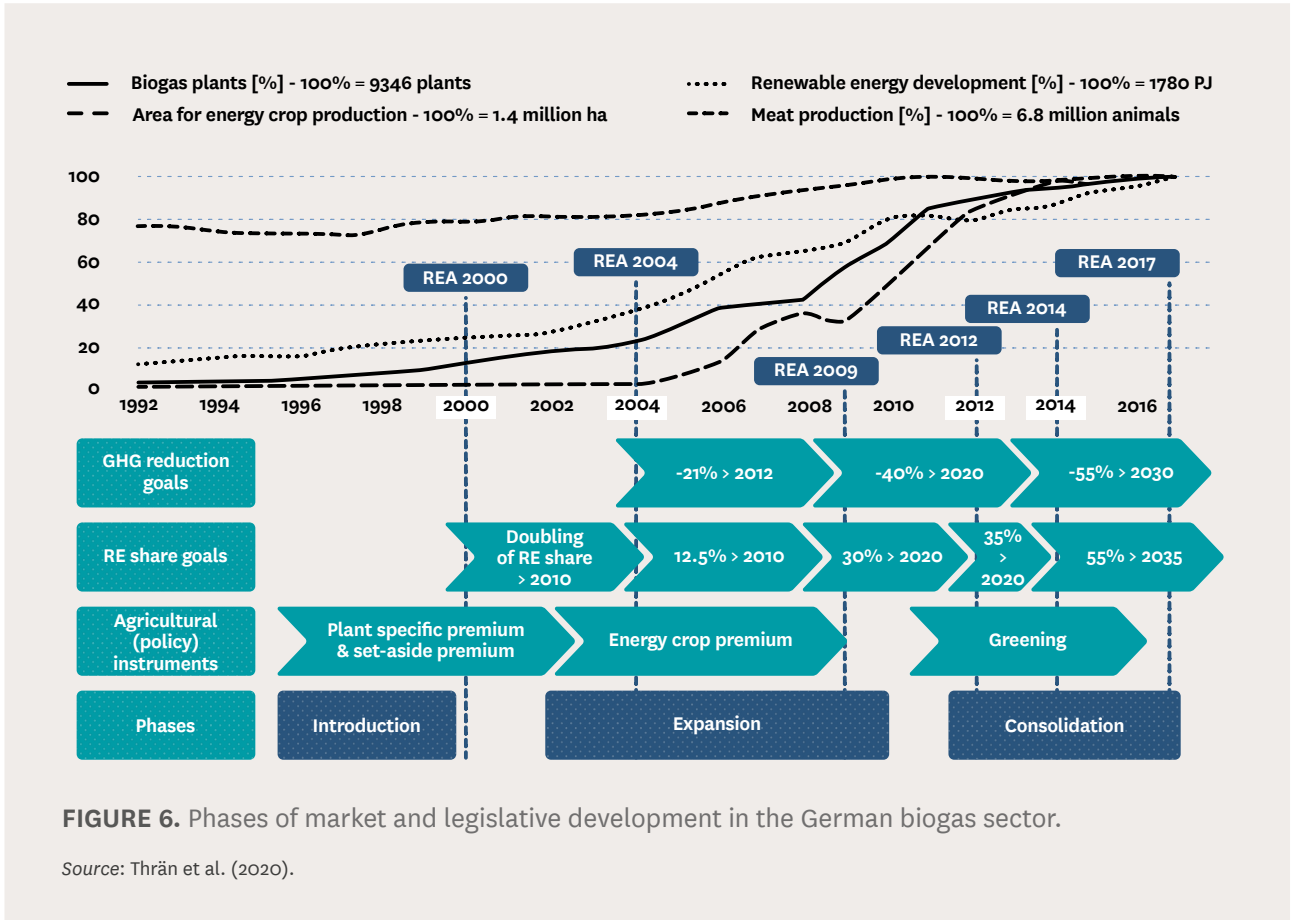 Biogas plants [%] - 100% = 9346 plants
Renewable energy development [%] - 100% = 1780 PJ
Area for energy crop production - 100% = 1.4 million ha
Meat production [%] - 100% = 6.8 million animals
100
80
60
40
20
0
REA 2000
REA 2004
REA 2009
REA 2012
REA 2014
REA 2017
1992 1994 1996 1998 2000 2002 2004 2006 2008 2010 2012 2014 2016
GHG reduction
goals
-21% > 2012
-40% > 2020
-55% > 2030
RE share goals
Doubling
of RE share
> 2010
12.5% > 2010
30% > 2020
35%
>
2020
55% > 2035
Agricultural
(policy)
instruments
Plant specific premium
& set-aside premium
Energy crop premium
Greening
Phases
Introduction
Expansion
Consolidation
FIGURE 6. Phases of market and legislative development in the German biogas sector.
Source: Thrän et al. (2020).